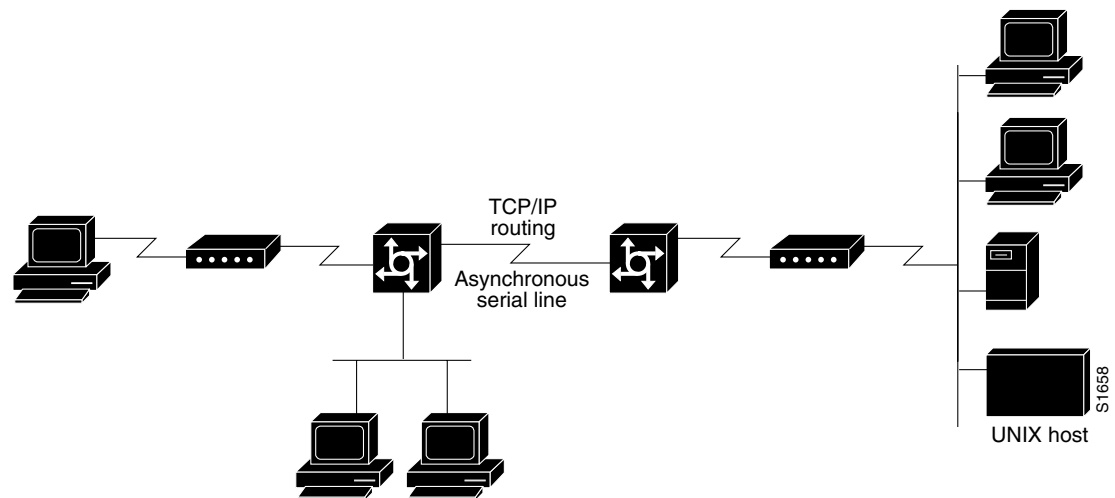 TCP/IP
routing
Asynchronous
serial line
UNIX host
S1658